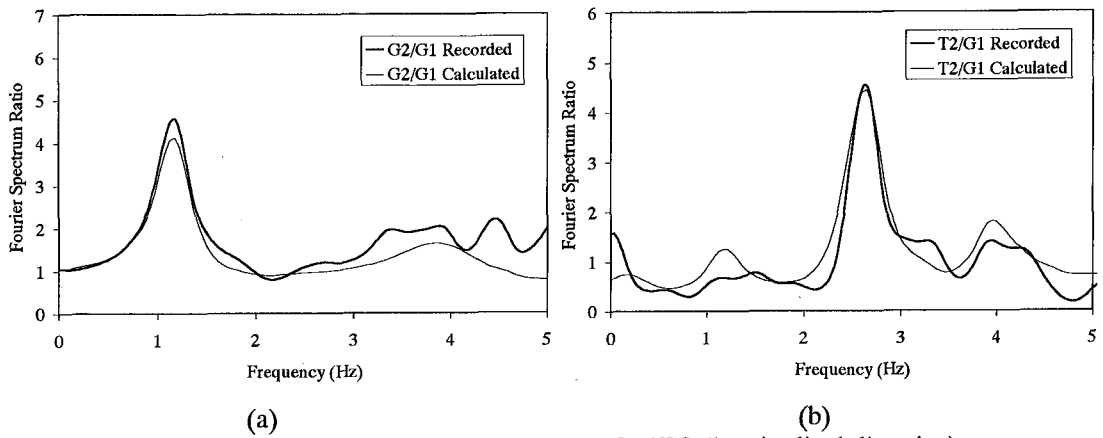 7
6
5
4
3
2
1
0
Fourier Spectrum Ratio
G2/G1 Recorded
G2/G1 Calculated
0 1 2 3 4 5
Frequency (Hz)
(a)
6
5
4
3
2
1
0
Fourier Spectrum Ratio
T2/G1 Recorded
T2/G1 Calculated
0 1 2 3 4 5
Frequency (Hz)
(b)